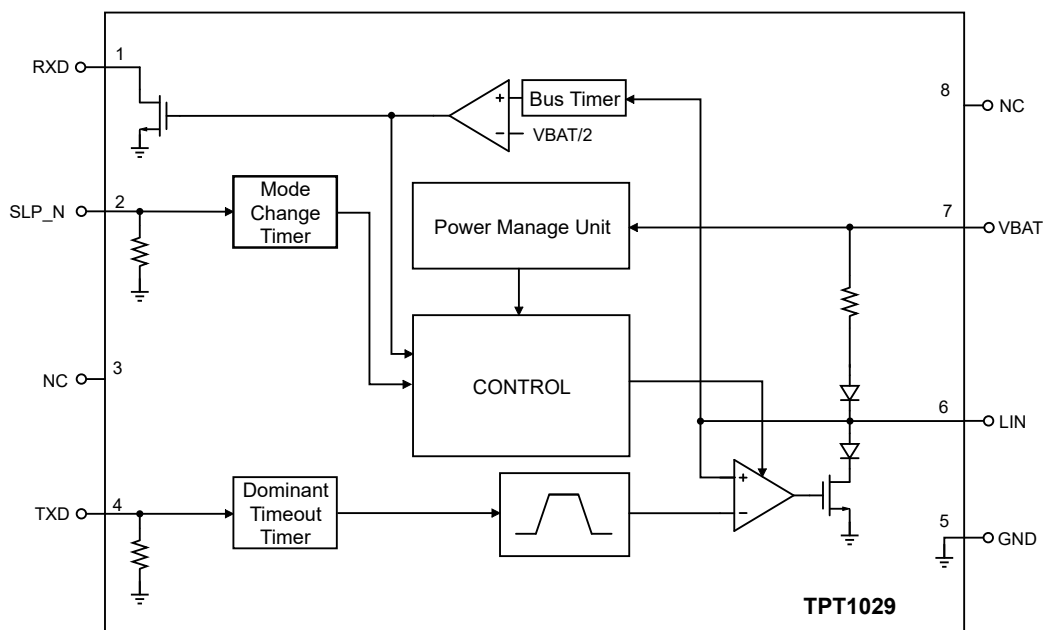 1
RXD
Bus Timer
8
NC
+
−
VBAT/2
Mode
Change
Timer
2
SLP_N
Power Manage Unit
7
VBAT
3
NC
CONTROL
6
LIN
+
−
4
TXD
Dominant
Timeout
Timer
5
GND
TPT1029